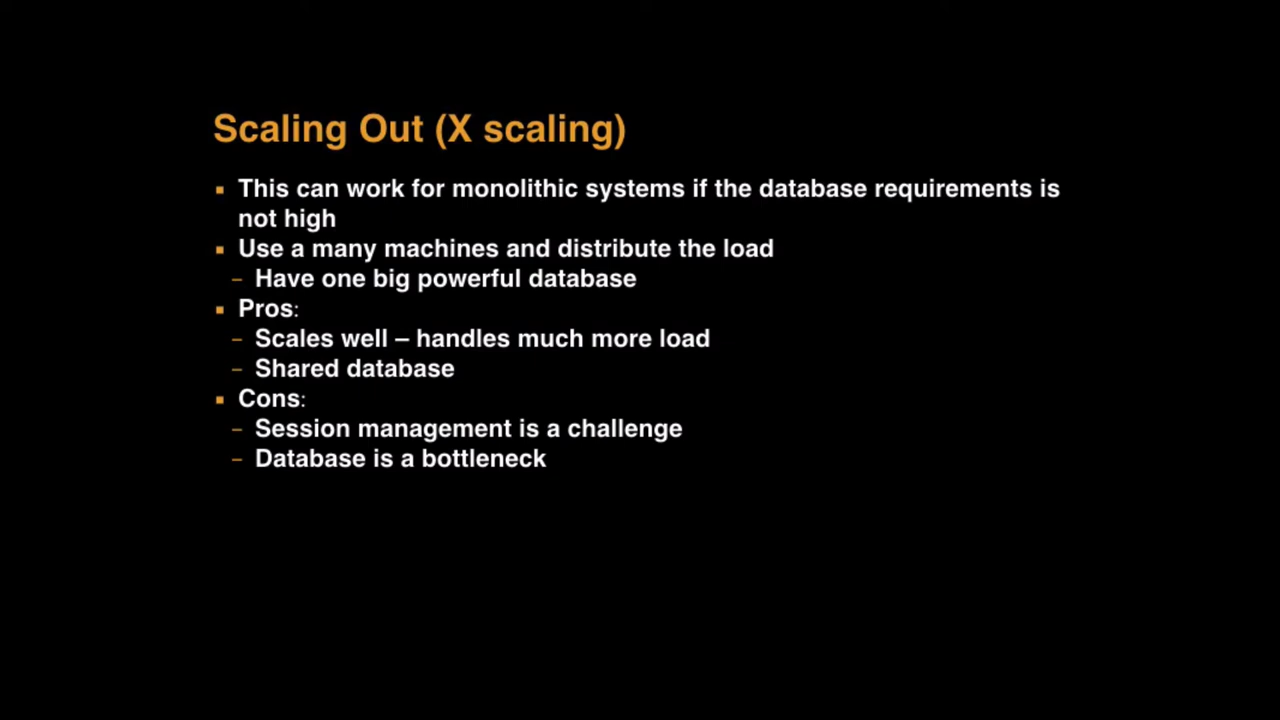 Scaling Out (X scaling)
▪ This can work for monolithic systems if the database requirements is
not high
▪ Use a many machines and distribute the load
– Have one big powerful database
▪ Pros:
– Scales well – handles much more load
– Shared database
▪ Cons:
– Session management is a challenge
– Database is a bottleneck